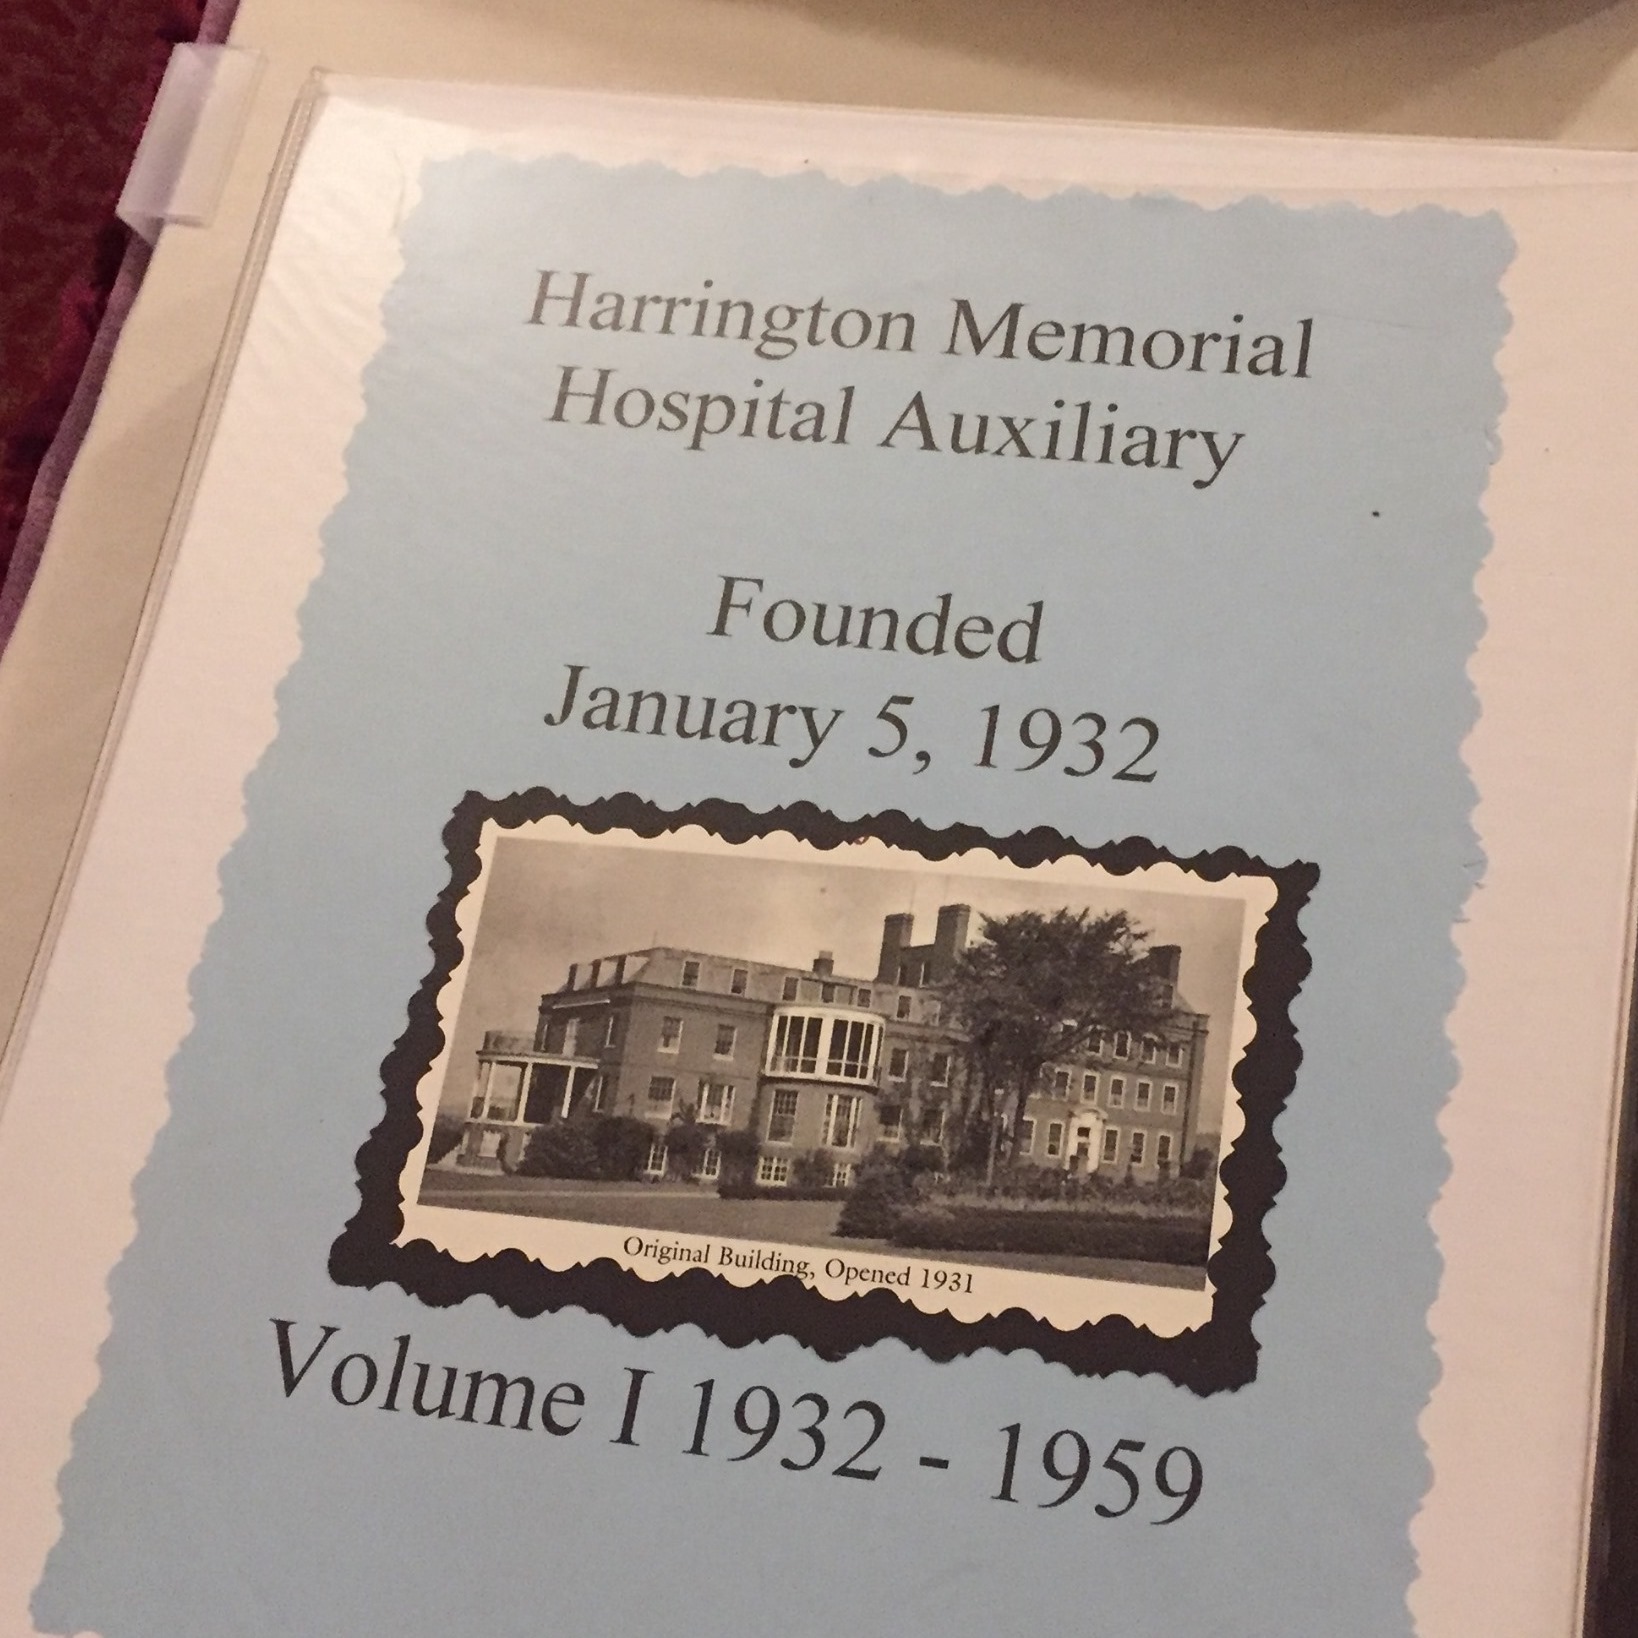 Harrington Memorial
Hospital Auxiliary
Founded
January 5, 1932
Original Building, Opened 1931
Volume I 1932 - 1959